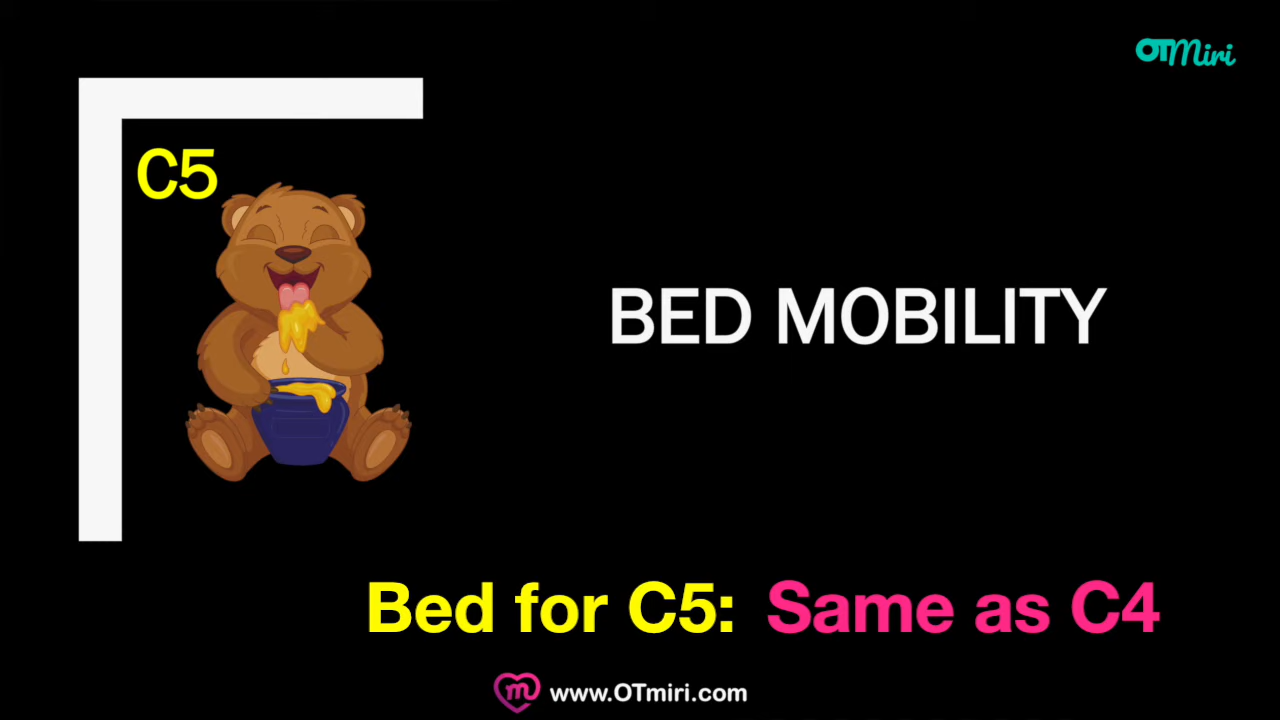 OTMiri
C5
BED MOBILITY
Bed for C5: Same as C4
m www.OTmiri.com